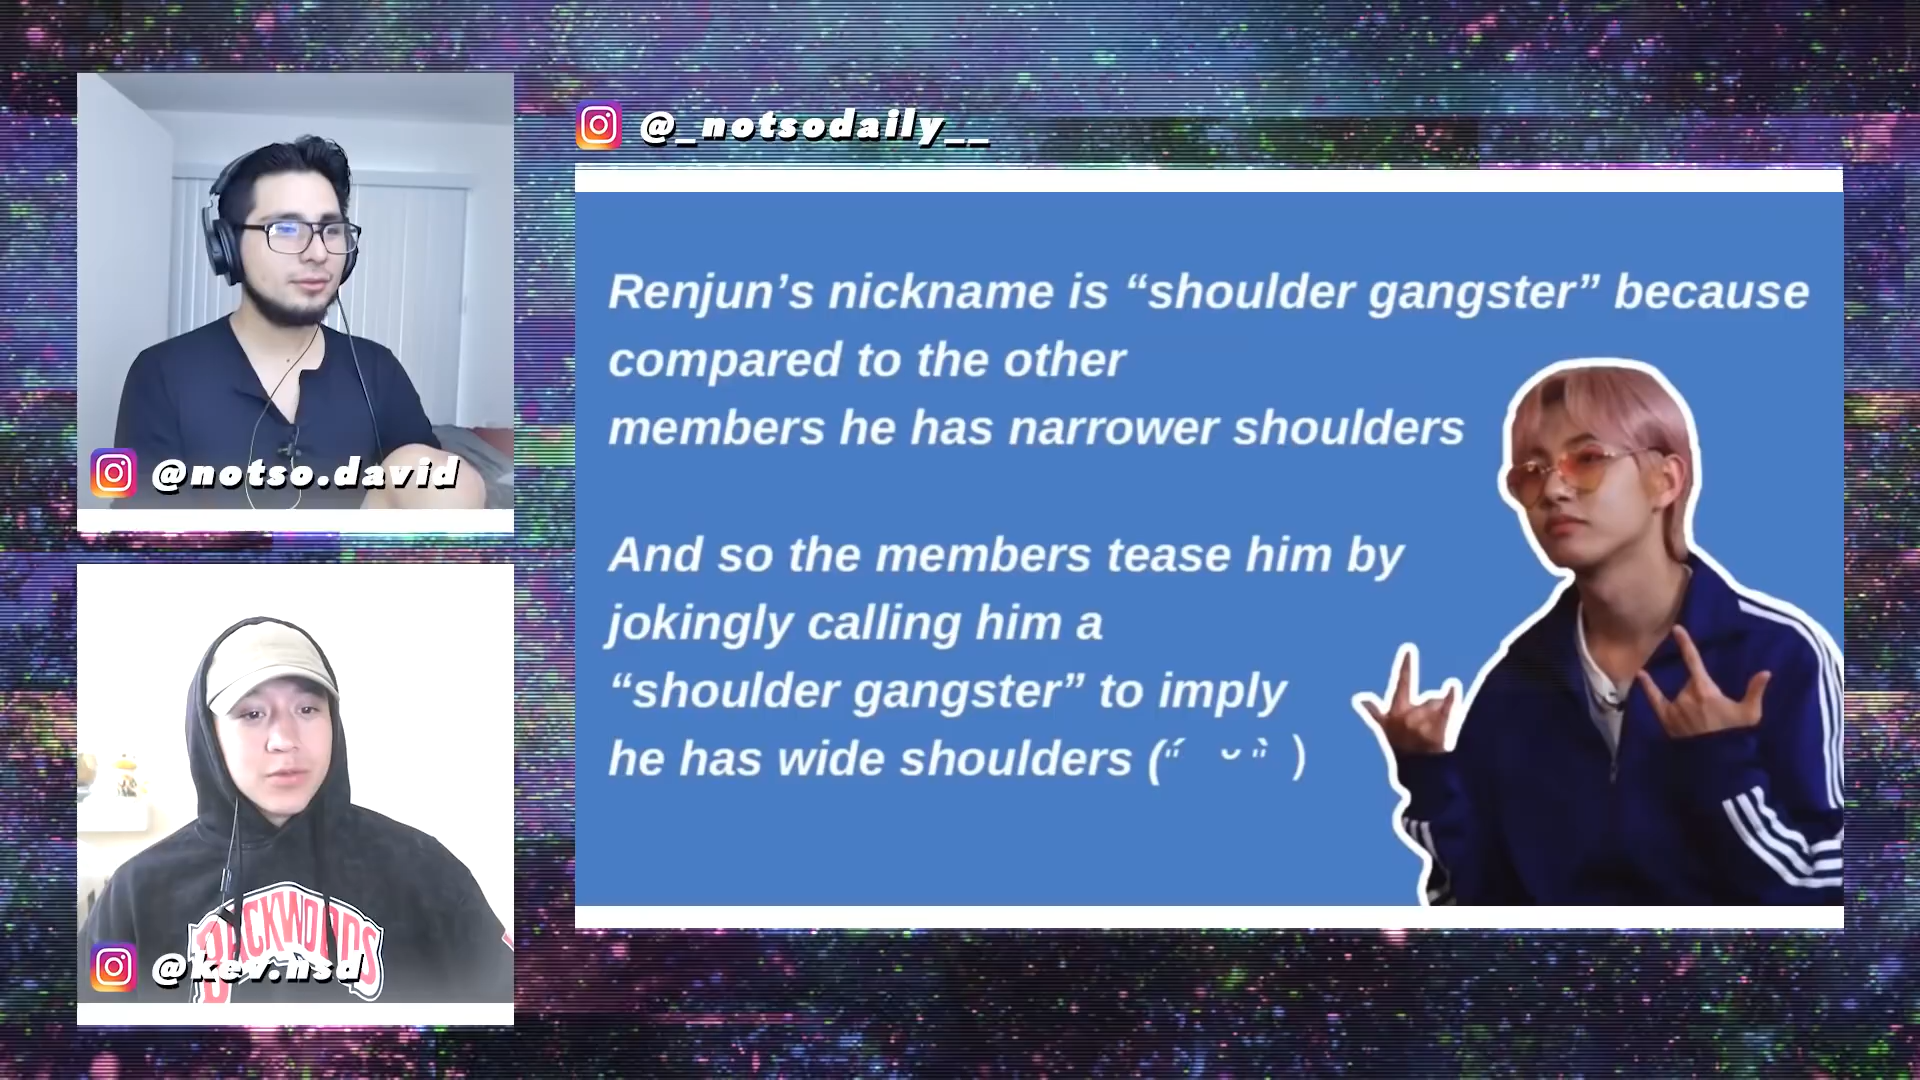 @_notsodaily__
Renjun’s nickname is “shoulder gangster” because
compared to the other
members he has narrower shoulders
And so the members tease him by
jokingly calling him a
“shoulder gangster” to imply
he has wide shoulders (˝´ ˘ ˝` )
@notso.david
BACKWOODS
@kev.nsd